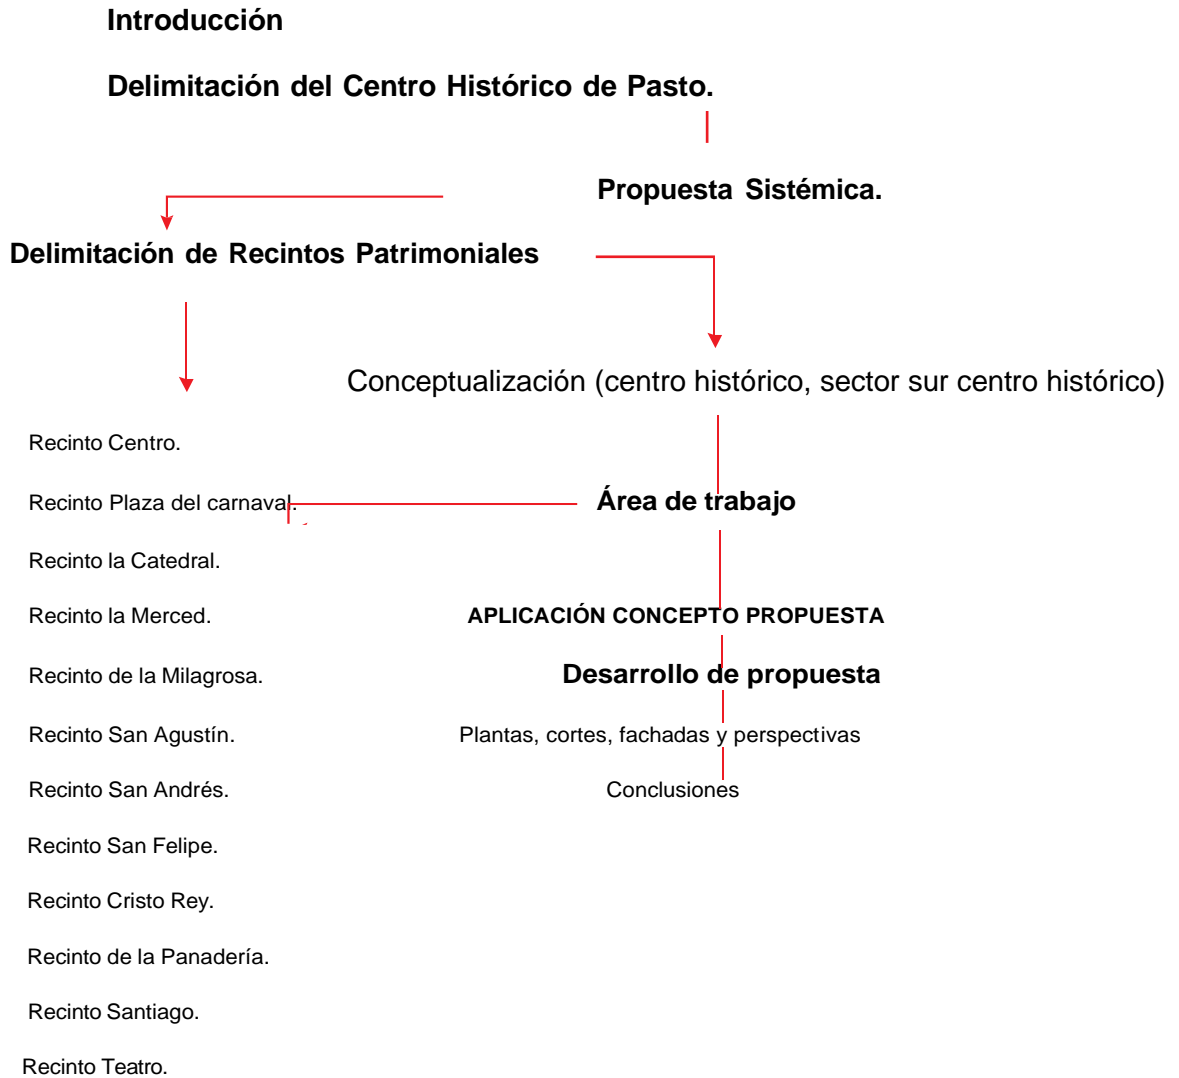 Introducción
Delimitación del Centro Histórico de Pasto.
Propuesta Sistémica.
Delimitación de Recintos Patrimoniales
Conceptualización (centro histórico, sector sur centro histórico)
Recinto Centro.
Recinto Plaza del carnaval.
Área de trabajo
Recinto la Catedral.
Recinto la Merced.
APLICACIÓN CONCEPTO PROPUESTA
Recinto de la Milagrosa.
Desarrollo de propuesta
Recinto San Agustín.
Plantas, cortes, fachadas y perspectivas
Recinto San Andrés.
Conclusiones
Recinto San Felipe.
Recinto Cristo Rey.
Recinto de la Panadería.
Recinto Santiago.
Recinto Teatro.